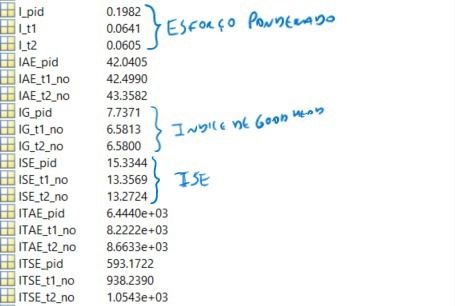 I_pid 0.1982
I_t1 0.0641
I_t2 0.0605
ESFORÇO PONDERADO
IAE_pid 42.0405
IAE_t1_no 42.4990
IAE_t2_no 43.3582
IG_pid 7.7371
IG_t1_no 6.5813
IG_t2_no 6.5800
INDICE DE GOODHEAD
ISE_pid 15.3344
ISE_t1_no 13.3569
ISE_t2_no 13.2724
ISE
ITAE_pid 6.4440e+03
ITAE_t1_no 8.2222e+03
ITAE_t2_no 8.6633e+03
ITSE_pid 593.1722
ITSE_t1_no 938.2390
ITSE_t2_no 1.0543e+03